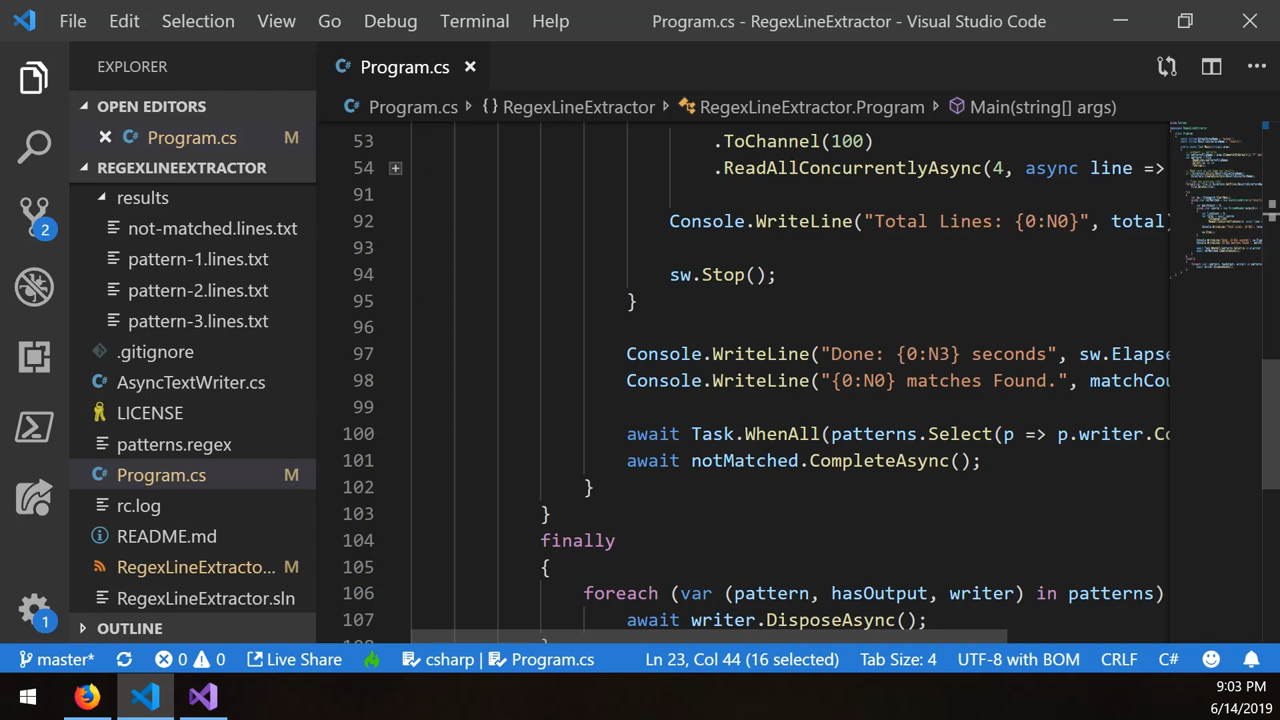 File Edit Selection View Go Debug Terminal Help Program.cs - RegexLineExtractor - Visual Studio Code
EXPLORER
OPEN EDITORS
Program.cs M
REGEXLINEEXTRACTOR
results
not-matched.lines.txt
pattern-1.lines.txt
pattern-2.lines.txt
pattern-3.lines.txt
.gitignore
AsyncTextWriter.cs
LICENSE
patterns.regex
Program.cs M
rc.log
README.md
RegexLineExtracto... M
RegexLineExtractor.sln
OUTLINE
2
1
Program.cs
Program.cs RegexLineExtractor RegexLineExtractor.Program Main(string[] args)
53 .ToChannel(100)
54 .ReadAllConcurrentlyAsync(4, async line =>
91
92 Console.WriteLine("Total Lines: {0:N0}", total)
93
94 sw.Stop();
95 }
96
97 Console.WriteLine("Done: {0:N3} seconds", sw.Elapse
98 Console.WriteLine("{0:N0} matches Found.", matchCou
99
100 await Task.WhenAll(patterns.Select(p => p.writer.Co
101 await notMatched.CompleteAsync();
102 }
103 }
104 finally
105 {
106 foreach (var (pattern, hasOutput, writer) in patterns)
107 await writer.DisposeAsync();
master* 0 0 Live Share csharp | Program.cs Ln 23, Col 44 (16 selected) Tab Size: 4 UTF-8 with BOM CRLF C#
9:03 PM
6/14/2019